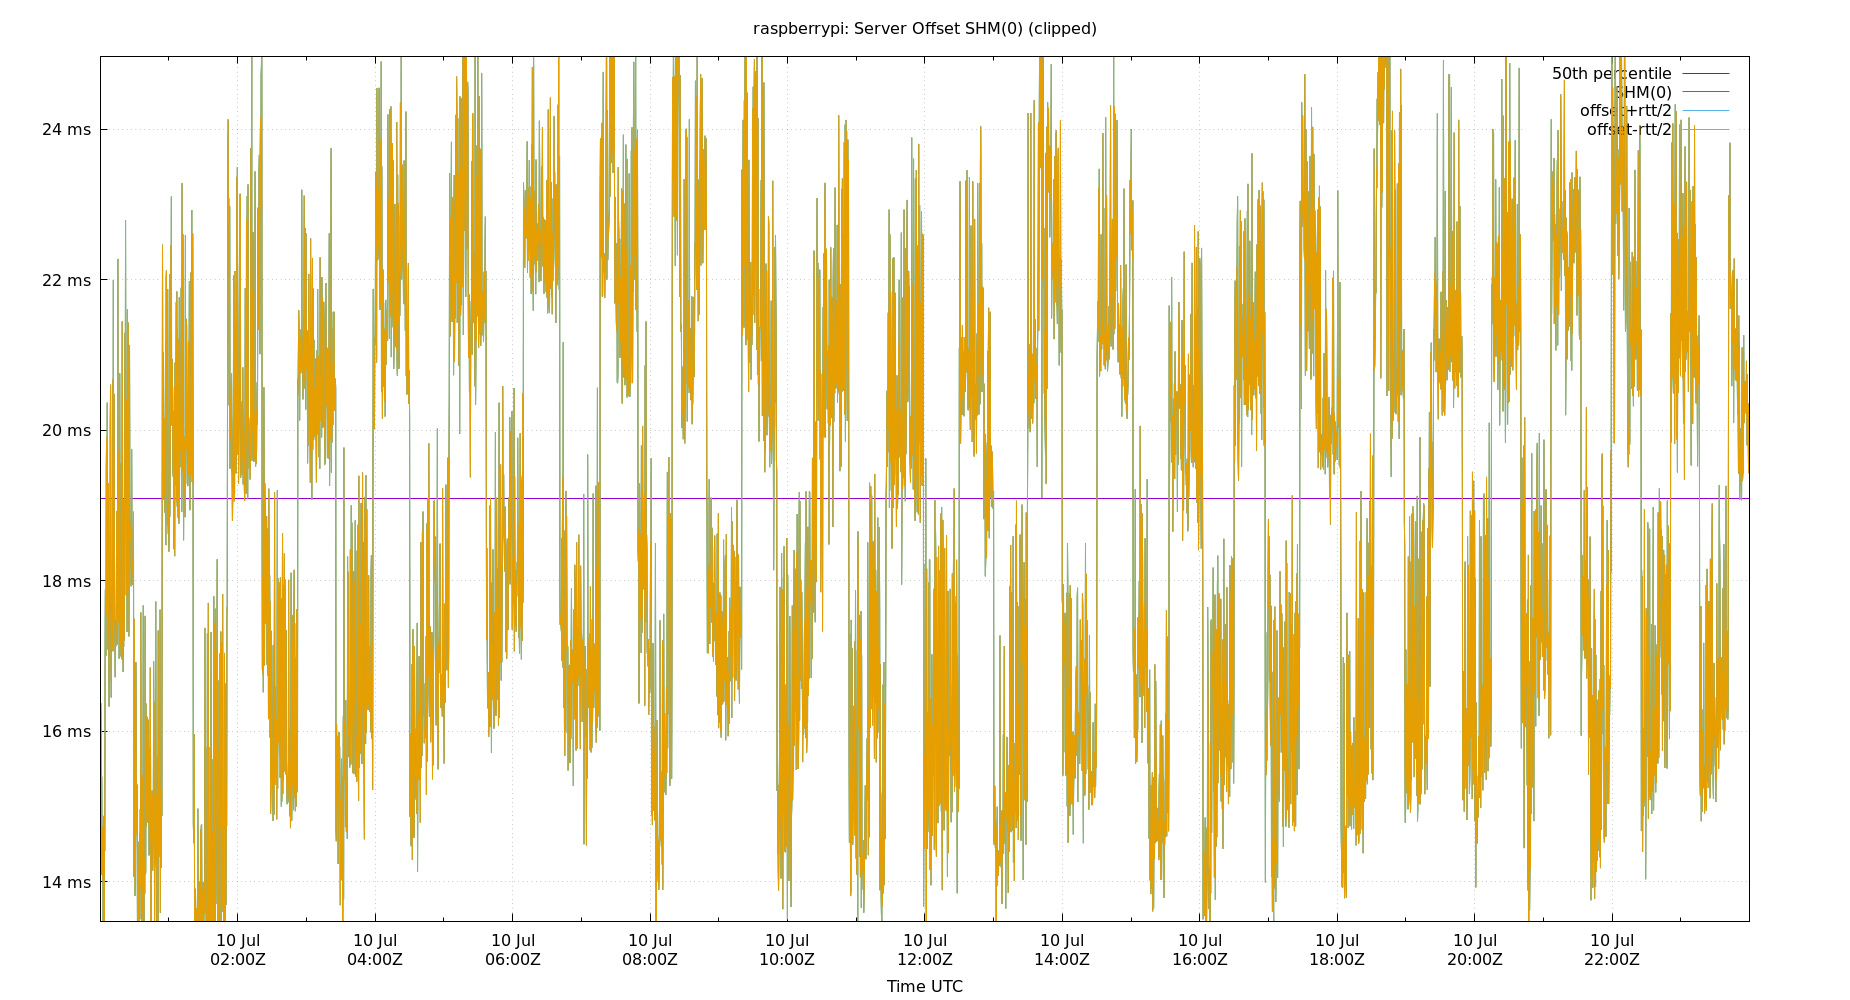 raspberrypi: Server Offset SHM(0) (clipped)
50th percentile
SHM(0)
offset+rtt/2
offset-rtt/2
24 ms
22 ms
20 ms
18 ms
16 ms
14 ms
10 Jul 10 Jul 10 Jul 10 Jul 10 Jul 10 Jul 10 Jul 10 Jul 10 Jul 10 Jul 10 Jul
02:00Z 04:00Z 06:00Z 08:00Z 10:00Z 12:00Z 14:00Z 16:00Z 18:00Z 20:00Z 22:00Z
Time UTC